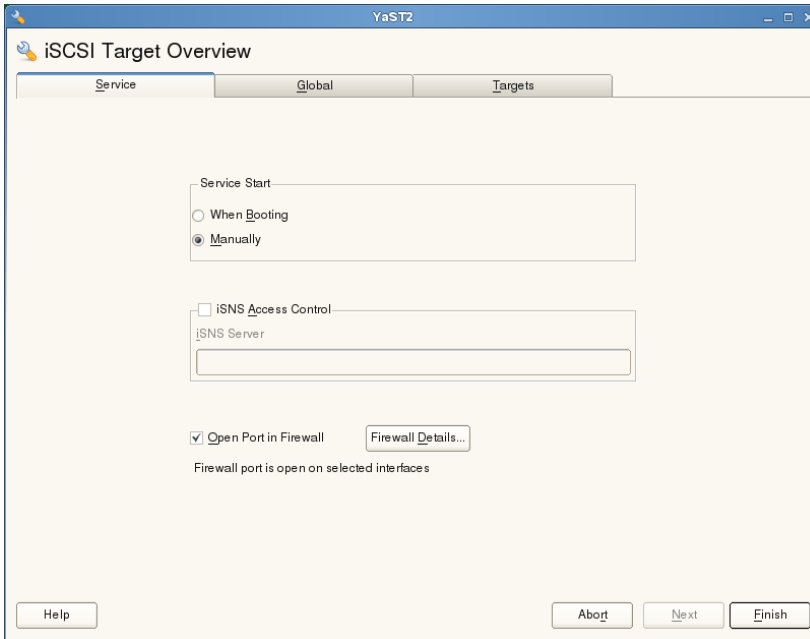 YaST2
iSCSI Target Overview
Service Global Targets
Service Start
When Booting
Manually
iSNS Access Control
iSNS Server
Open Port in Firewall Firewall Details...
Firewall port is open on selected interfaces
Help Abort Next Finish